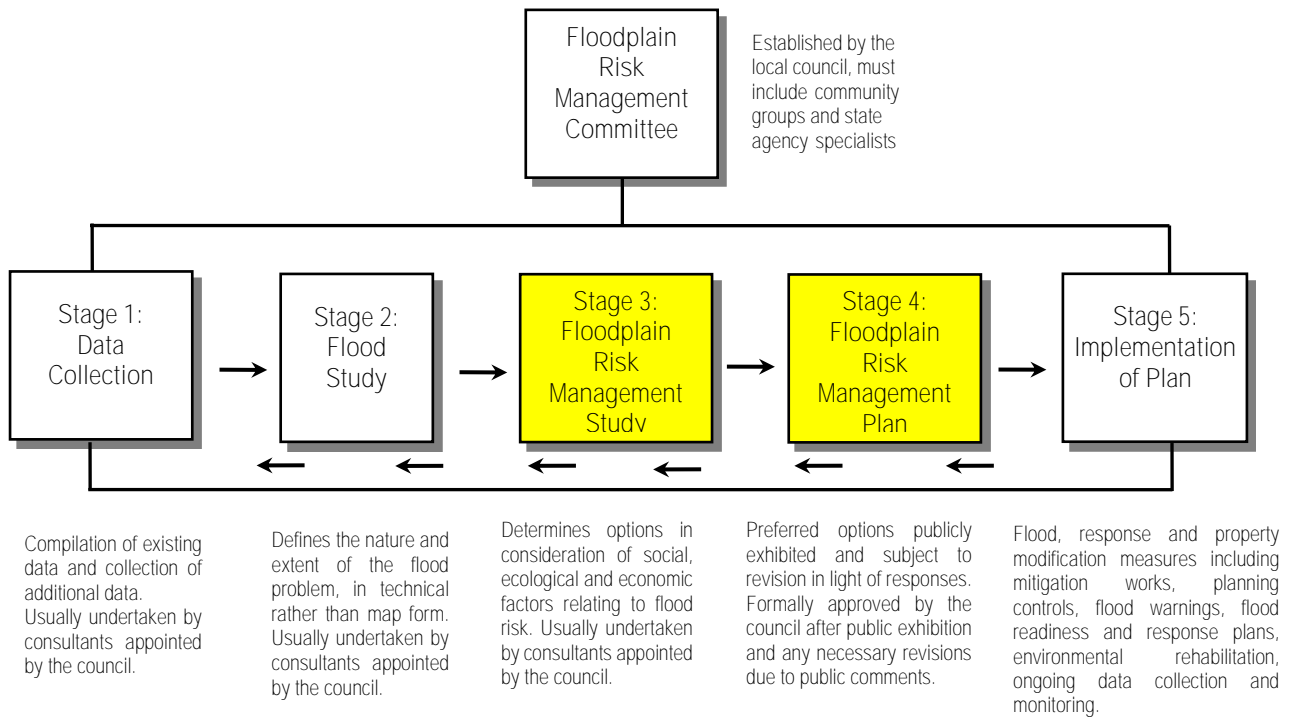 Floodplain
Risk
Management
Committee
Established by the
local council, must
include community
groups and state
agency specialists
Stage 1:
Data
Collection
Stage 2:
Flood
Study
Stage 3:
Floodplain
Risk
Management
Study
Stage 4:
Floodplain
Risk
Management
Plan
Stage 5:
Implementation
of Plan
Compilation of existing
data and collection of
additional data.
Usually undertaken by
consultants appointed
by the council.
Defines the nature and
extent of the flood
problem, in technical
rather than map form.
Usually undertaken by
consultants appointed
by the council.
Determines options in
consideration of social,
ecological and economic
factors relating to flood
risk. Usually undertaken
by consultants appointed
by the council.
Preferred options publicly
exhibited and subject to
revision in light of responses.
Formally approved by the
council after public exhibition
and any necessary revisions
due to public comments.
Flood, response and property
modification measures including
mitigation works, planning
controls, flood warnings, flood
readiness and response plans,
environmental rehabilitation,
ongoing data collection and
monitoring.